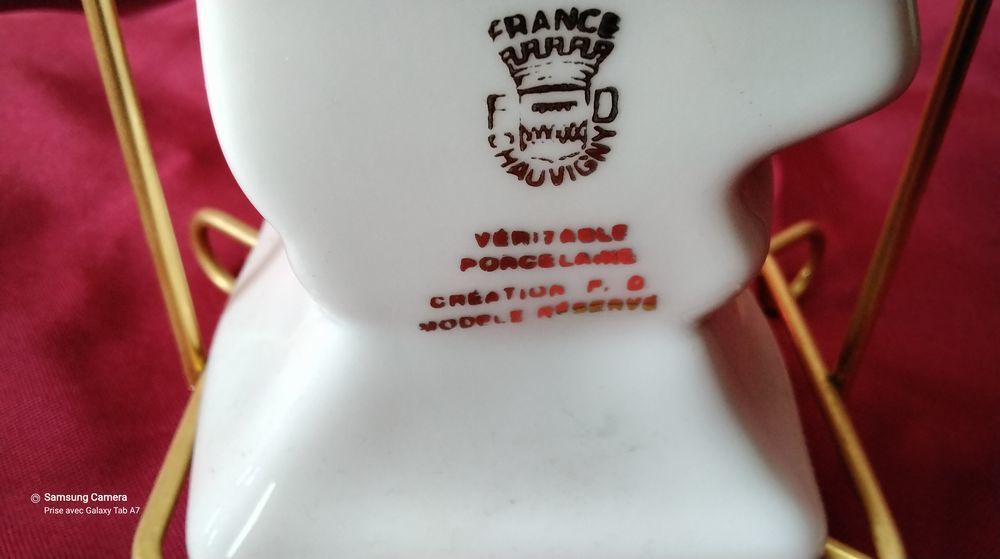 FRANCE
F D
CHAUVIGNY
VÉRITABLE
PORCELAINE
CRÉATION F. D
MODÈLE RÉSERVÉ
Samsung Camera
Prise avec Galaxy Tab A7